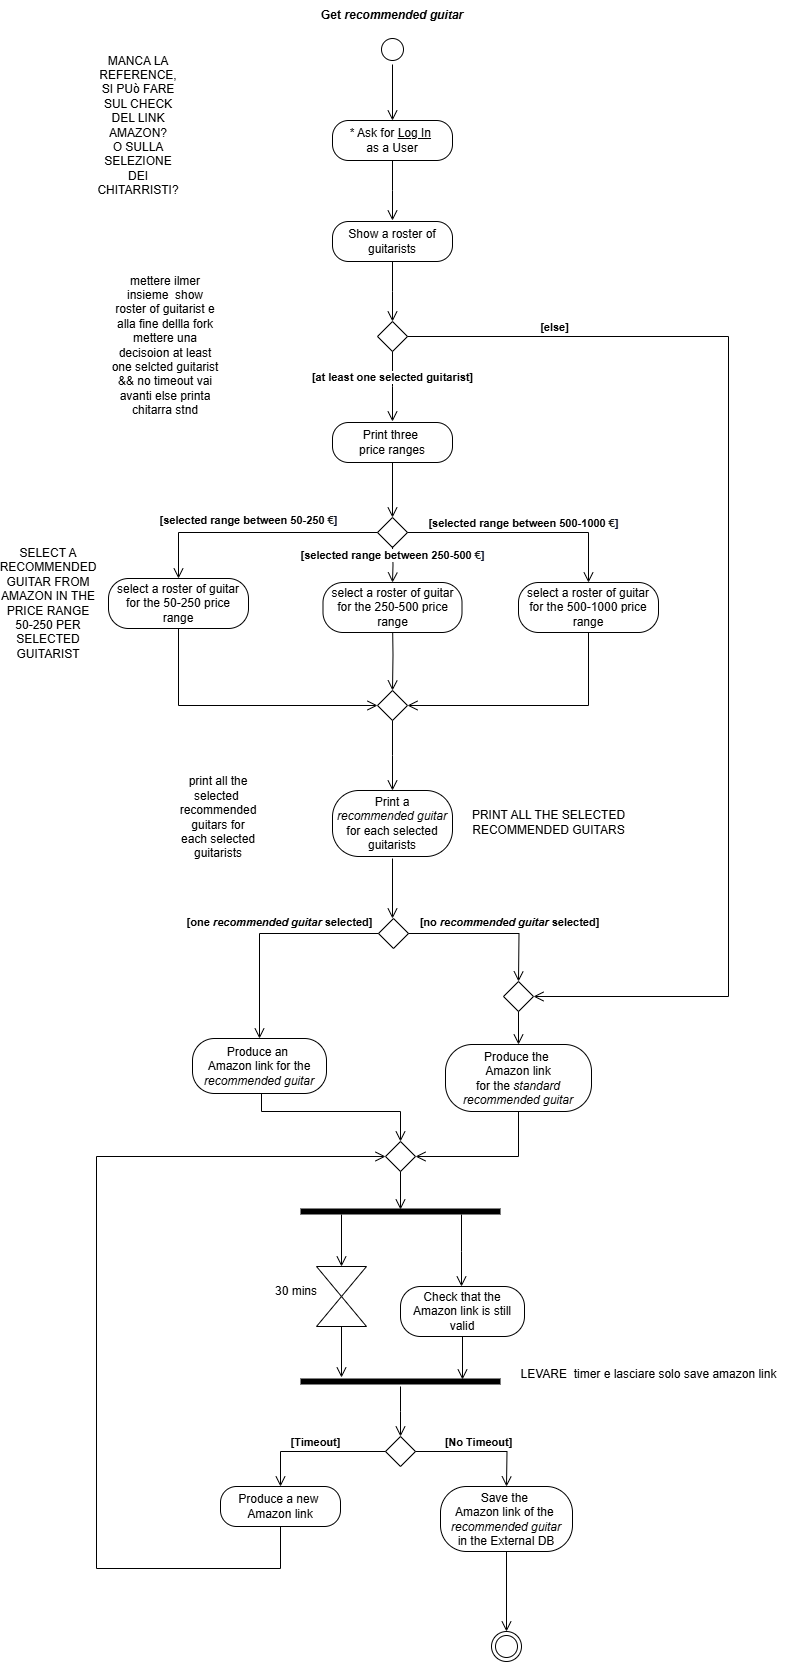 Get recommended guitar
MANCA LA
REFERENCE,
SI PUò FARE
SUL CHECK
DEL LINK
AMAZON?
O SULLA
SELEZIONE
DEI
CHITARRISTI?
* Ask for Log In
as a User
Show a roster of
guitarists
mettere ilmer
insieme  show
roster of guitarist e
alla fine dellla fork
mettere una
decisoion at least
one selcted guitarist
&& no timeout vai
avanti else printa
chitarra stnd
[else]
[at least one selected guitarist]
Print three
price ranges
[selected range between 50-250 €]
[selected range between 500-1000 €]
[selected range between 250-500 €]
SELECT A
RECOMMENDED
GUITAR FROM
AMAZON IN THE
PRICE RANGE
50-250 PER
SELECTED
GUITARIST
select a roster of guitar
for the 50-250 price
range
select a roster of guitar
for the 250-500 price
range
select a roster of guitar
for the 500-1000 price
range
print all the
selected
recommended
guitars for
each selected
guitarists
Print a
recommended guitar
for each selected
guitarists
PRINT ALL THE SELECTED
RECOMMENDED GUITARS
[one recommended guitar selected]
[no recommended guitar selected]
Produce an
Amazon link for the
recommended guitar
Produce the
Amazon link
for the standard
recommended guitar
30 mins
Check that the
Amazon link is still
valid
LEVARE  timer e lasciare solo save amazon link
[Timeout]
[No Timeout]
Produce a new
Amazon link
Save the
Amazon link of the
recommended guitar
in the External DB